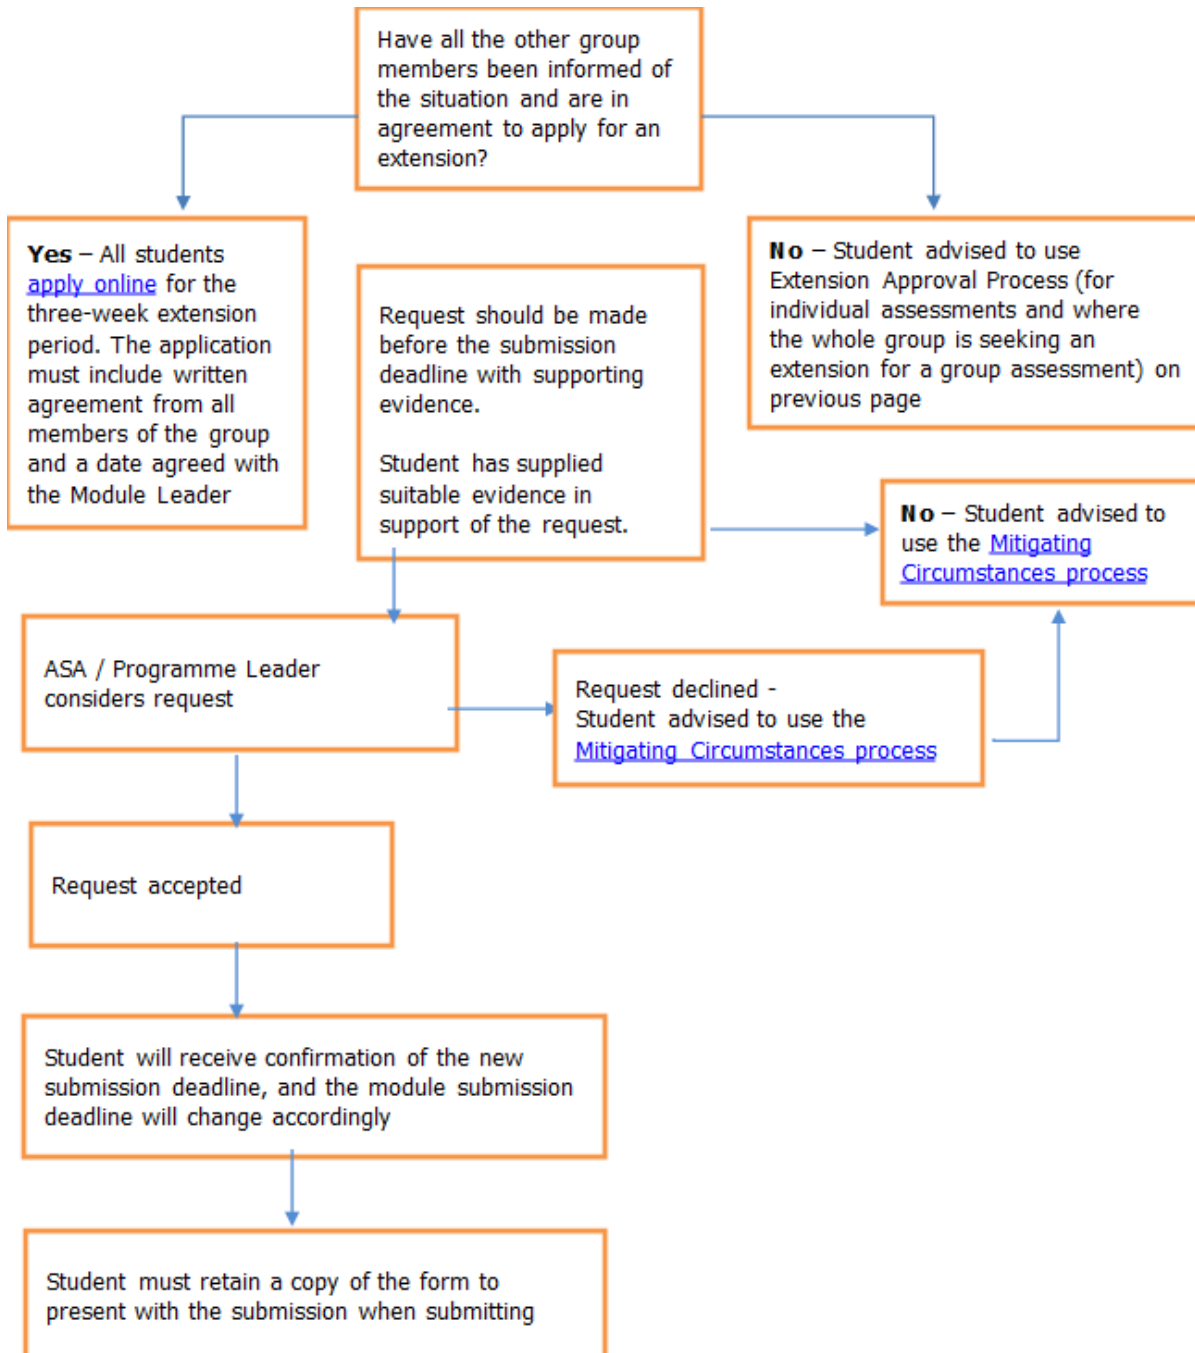 Have all the other group
members been informed of
the situation and are in
agreement to apply for an
extension?
Yes – All students
apply online for the
three-week extension
period. The application
must include written
agreement from all
members of the group
and a date agreed with
the Module Leader
Request should be made
before the submission
deadline with supporting
evidence.
Student has supplied
suitable evidence in
support of the request.
No – Student advised to use
Extension Approval Process (for
individual assessments and where
the whole group is seeking an
extension for a group assessment) on
previous page
No – Student advised to
use the Mitigating
Circumstances process
ASA / Programme Leader
considers request
Request declined -
Student advised to use the
Mitigating Circumstances process
Request accepted
Student will receive confirmation of the new
submission deadline, and the module submission
deadline will change accordingly
Student must retain a copy of the form to
present with the submission when submitting